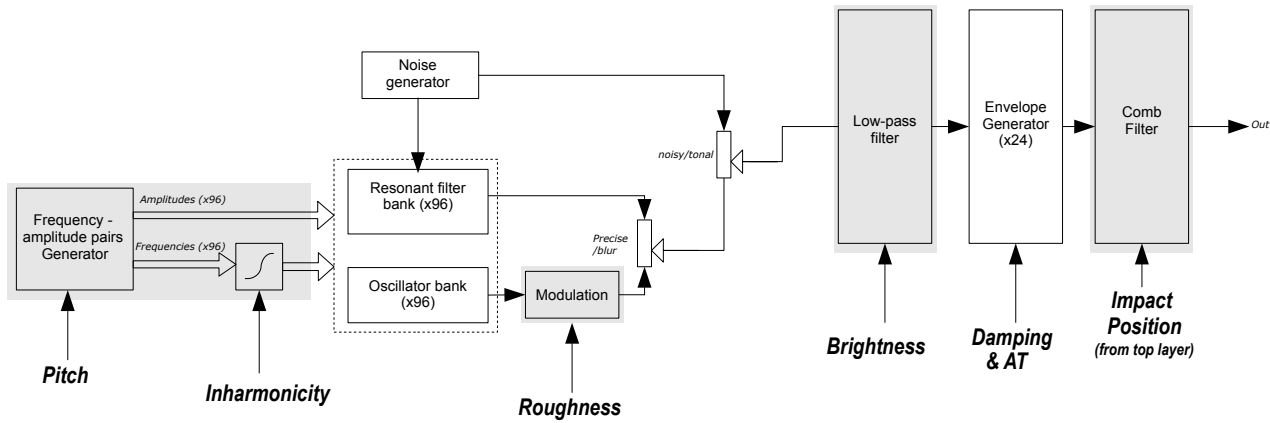 Noise
generator
Low-pass
filter
Envelope
Generator
(x24)
Comb
Filter
Out
noisy/tonal
Amplitudes (x96)
Resonant filter
bank (x96)
Frequency -
amplitude pairs
Generator
Frequencies (x96)
Precise
/blur
Oscillator bank
(x96)
Modulation
Pitch
Inharmonicity
Roughness
Brightness
Damping
& AT
Impact
Position
(from top layer)